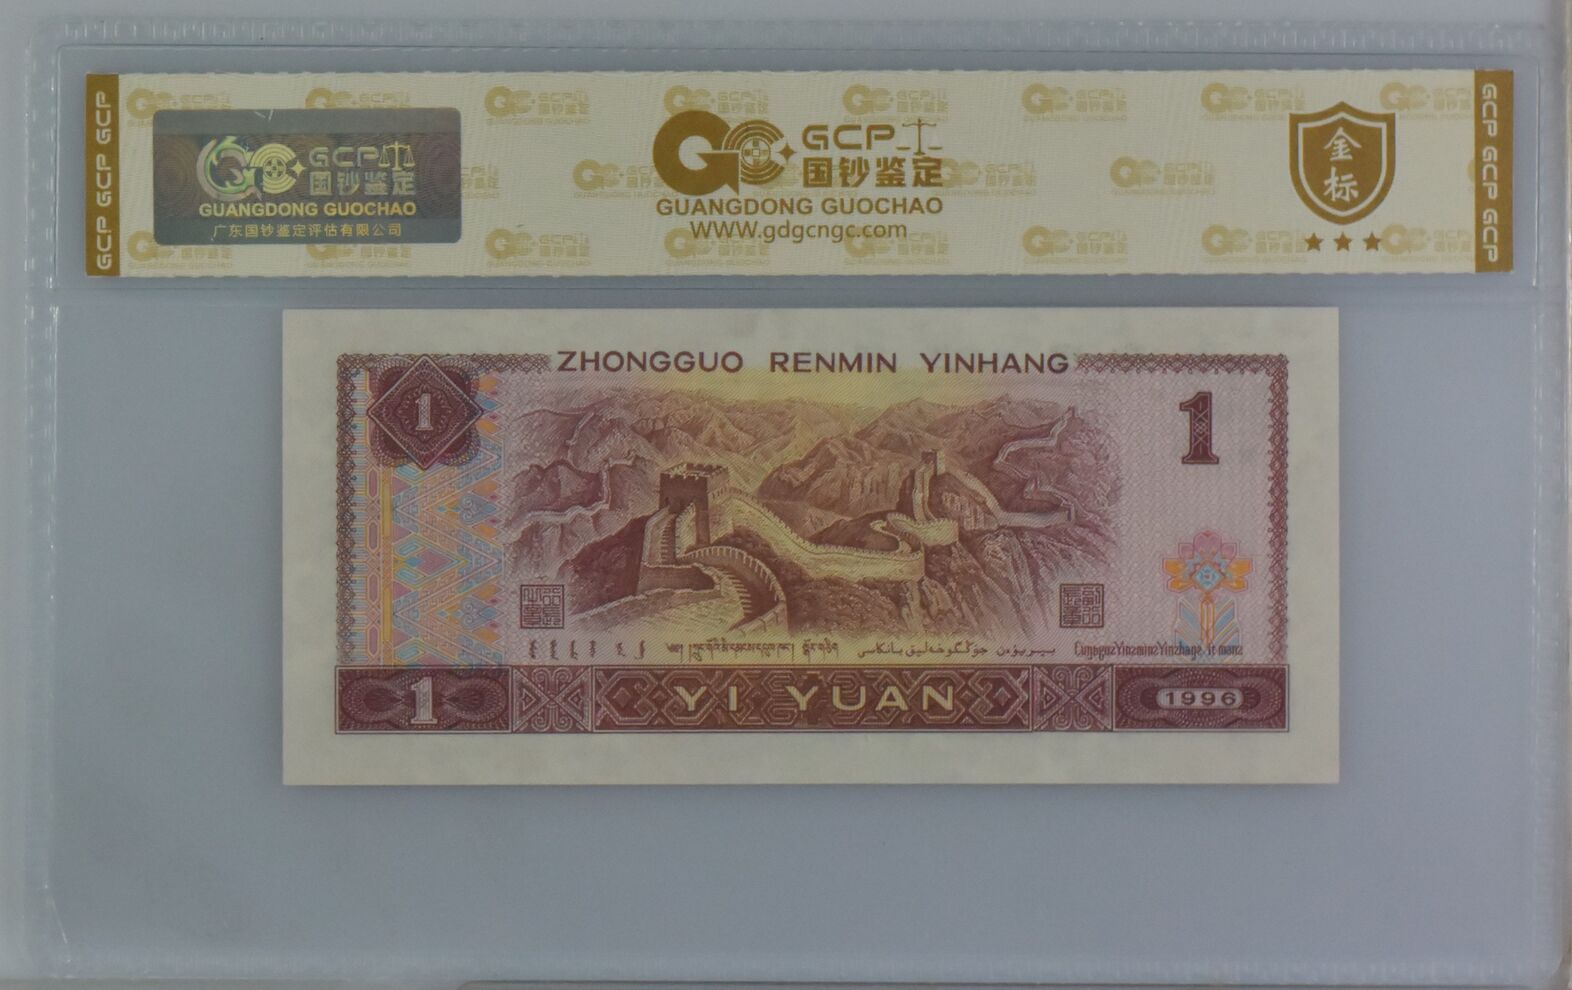 GCP GCP GCP
GCP
国钞鉴定
GUANGDONG GUOCHAO
广东国钞鉴定评估有限公司
GCP
国钞鉴定
GUANGDONG GUOCHAO
WWW.gdgcngc.com
金标
GCP GCP GCP
ZHONGGUO RENMIN YINHANG
1
1
1
YI YUAN
1996